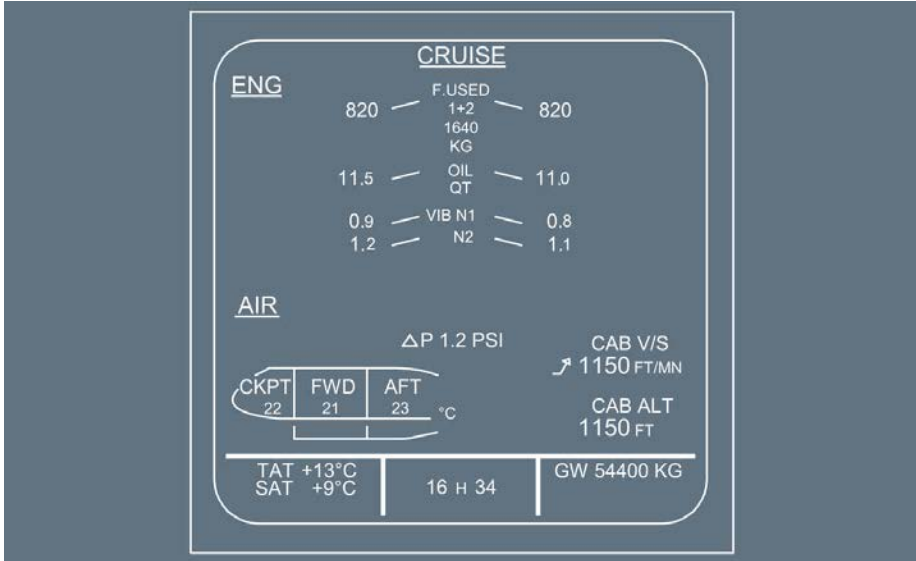 CRUISE
ENG
F.USED
820 1+2 820
1640
KG
11.5 OIL 11.0
QT
0.9 VIB N1 0.8
1.2 N2 1.1
AIR
△P 1.2 PSI
CAB V/S
1150 FT/MN
CKPT FWD AFT
22 21 23 °C
CAB ALT
1150 FT
TAT +13°C
SAT +9°C
16 H 34
GW 54400 KG